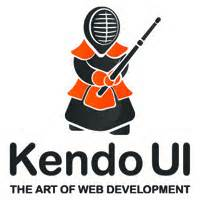 Kendo UI
THE ART OF WEB DEVELOPMENT